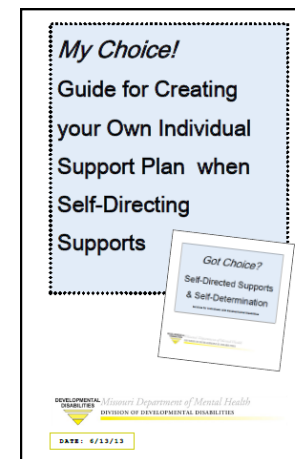 My Choice!
Guide for Creating
your Own Individual
Support Plan when
Self-Directing
Supports
Got Choice?
Self-Directed Supports
& Self-Determination
DEVELOPMENTAL
DISABILITIES
Missouri Department of Mental Health
DIVISION OF DEVELOPMENTAL DISABILITIES
DATE: 6/13/13